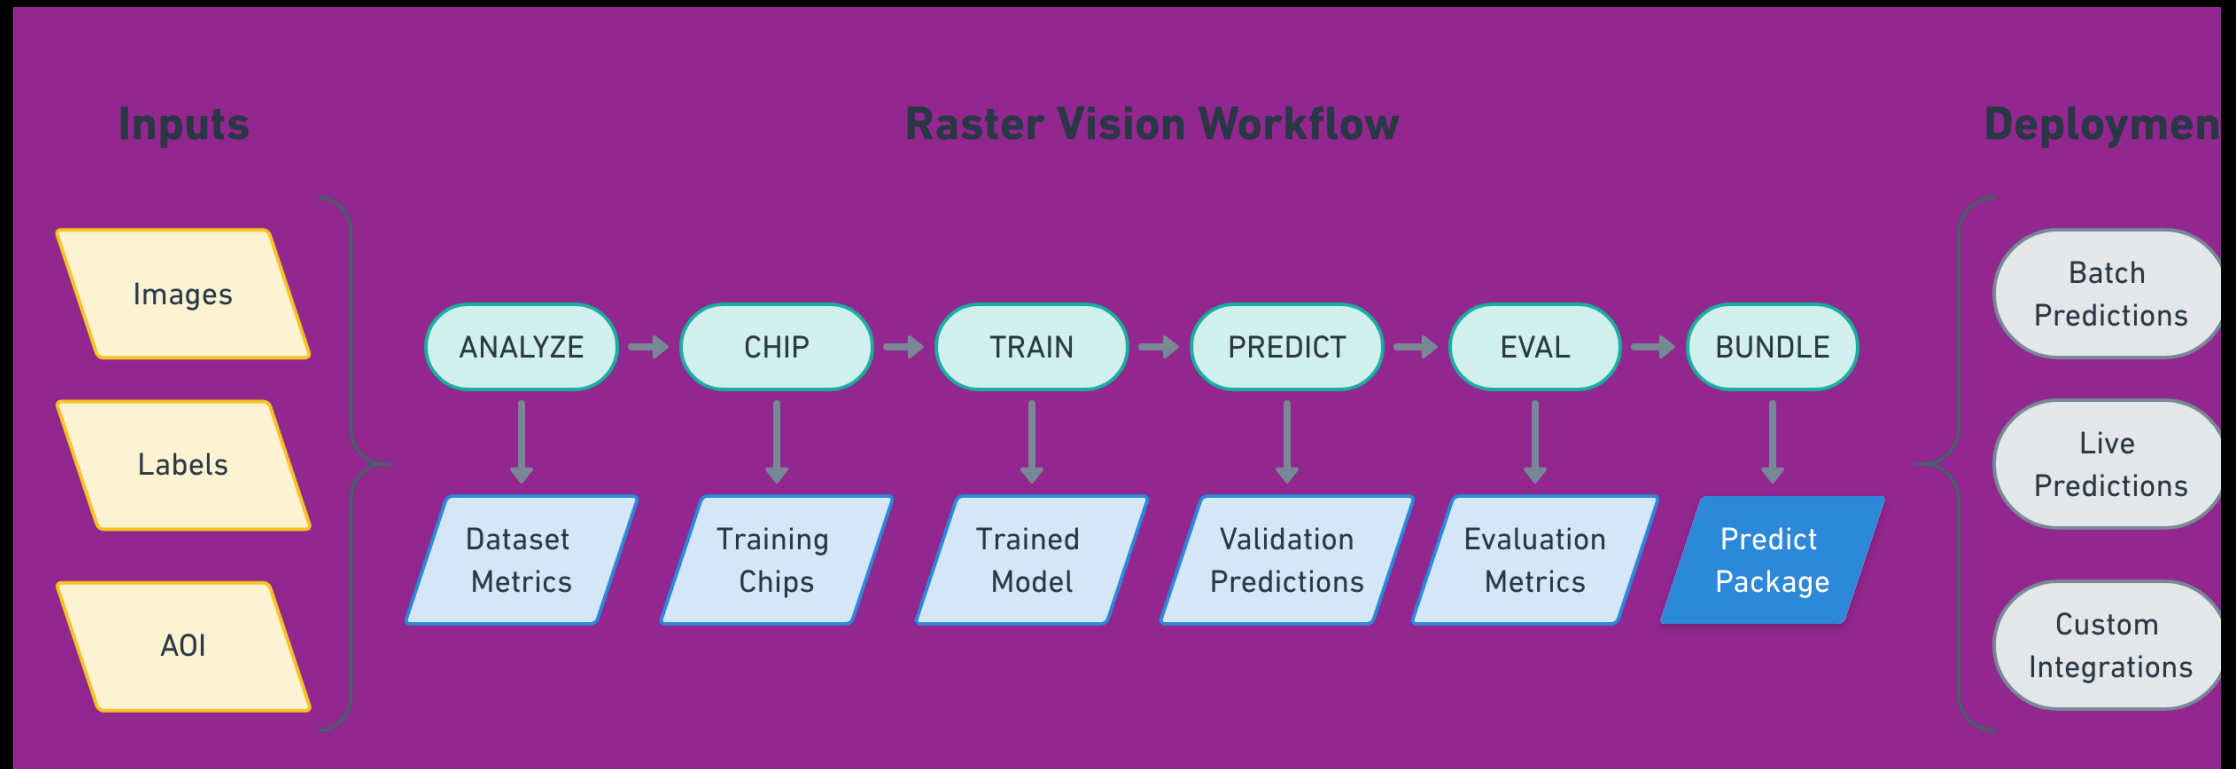 Inputs
Raster Vision Workflow
Deploymen
Images
Labels
AOI
ANALYZE
CHIP
TRAIN
PREDICT
EVAL
BUNDLE
Dataset
Metrics
Training
Chips
Trained
Model
Validation
Predictions
Evaluation
Metrics
Predict
Package
Batch
Predictions
Live
Predictions
Custom
Integrations